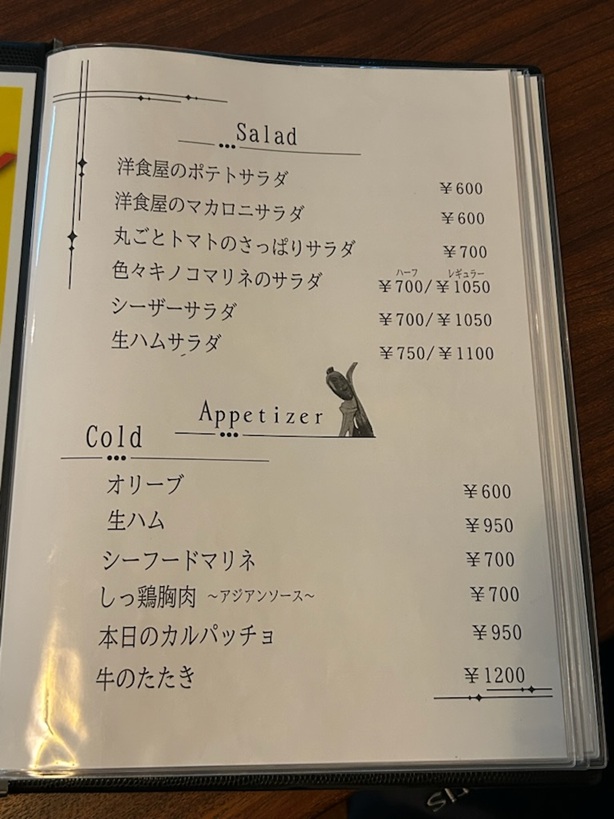 Salad
洋食屋のポテトサラダ ¥600
洋食屋のマカロニサラダ ¥600
丸ごとトマトのさっぱりサラダ ¥700
ハーフ レギュラー
色々キノコマリネのサラダ ¥700/¥1050
シーザーサラダ ¥700/¥1050
生ハムサラダ ¥750/¥1100
Appetizer
Cold
オリーブ ¥600
生ハム ¥950
シーフードマリネ ¥700
しっ鶏胸肉 ～アジアンソース～ ¥700
本日のカルパッチョ ¥950
牛のたたき ¥1200